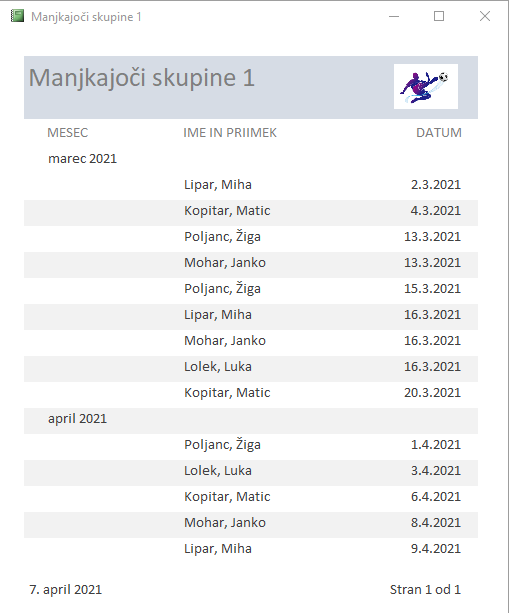 Manjkajoči skupine 1
Manjkajoči skupine 1
MESEC IME IN PRIIMEK DATUM
marec 2021
Lipar, Miha 2.3.2021
Kopitar, Matic 4.3.2021
Poljanc, Žiga 13.3.2021
Mohar, Janko 13.3.2021
Poljanc, Žiga 15.3.2021
Lipar, Miha 16.3.2021
Mohar, Janko 16.3.2021
Lolek, Luka 16.3.2021
Kopitar, Matic 20.3.2021
april 2021
Poljanc, Žiga 1.4.2021
Lolek, Luka 3.4.2021
Kopitar, Matic 6.4.2021
Mohar, Janko 8.4.2021
Lipar, Miha 9.4.2021
7. april 2021 Stran 1 od 1